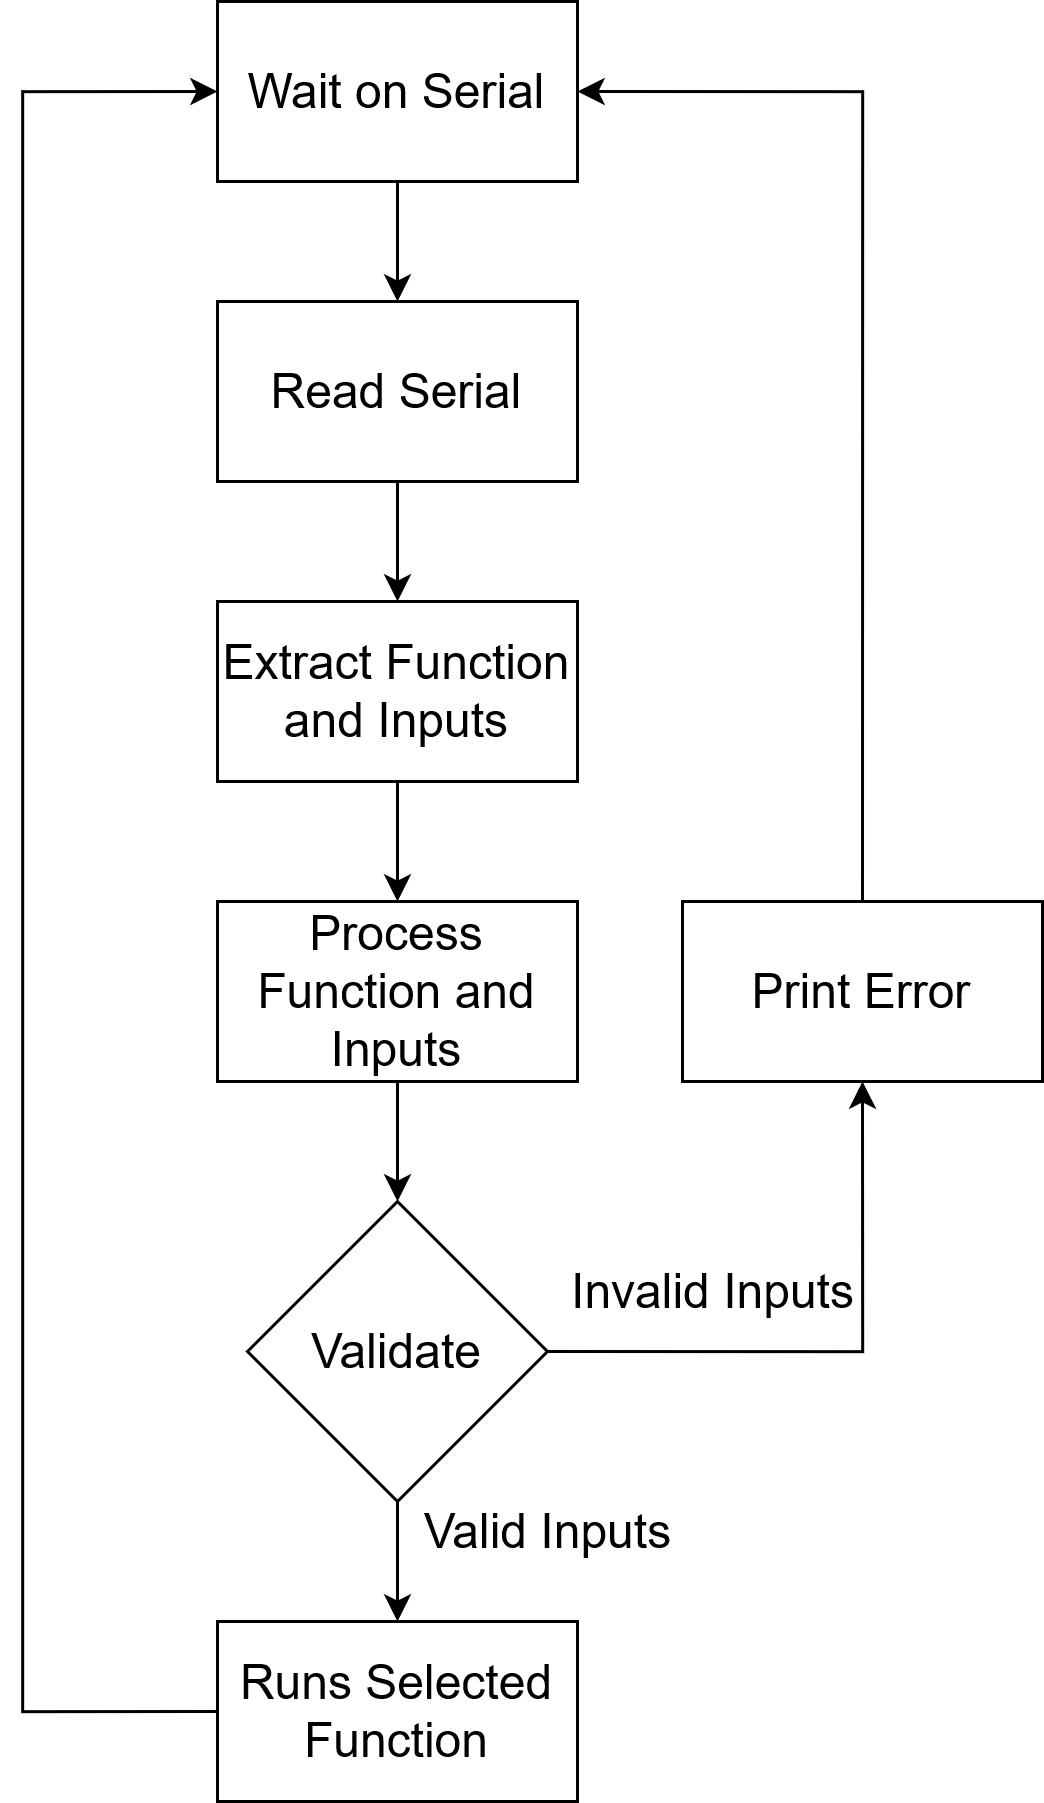 Wait on Serial
Read Serial
Extract Function
and Inputs
Process
Function and
Inputs
Print Error
Invalid Inputs
Validate
Valid Inputs
Runs Selected
Function